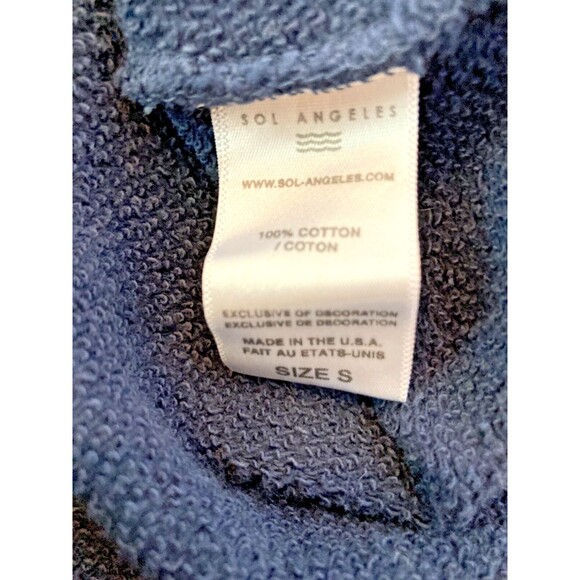 SOL ANGELES
WWW.SOL-ANGELES.COM
100% COTTON
/ COTON
EXCLUSIVE OF DECORATION
EXCLUSIVE DE DECORATION
MADE IN THE U.S.A.
FAIT AU ETATS-UNIS
SIZE S